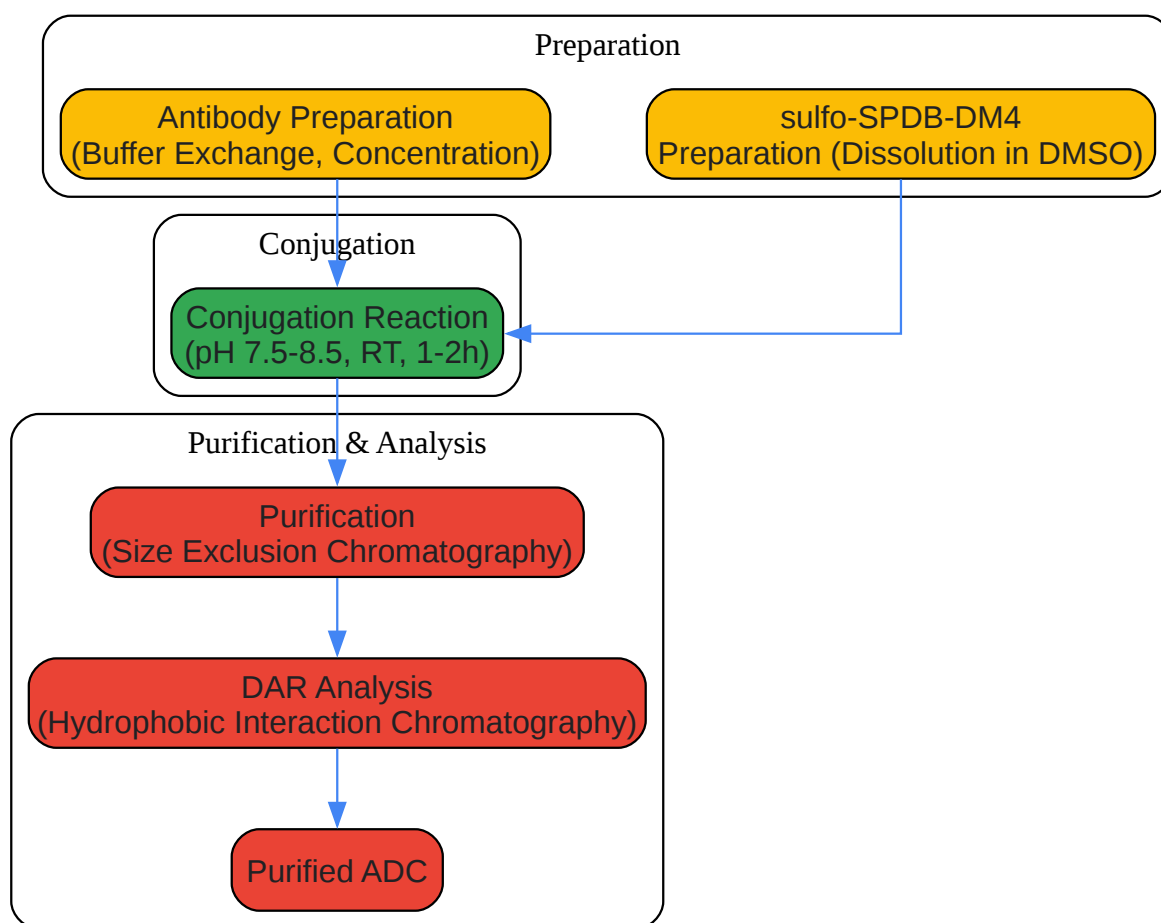 Preparation
Antibody Preparation
(Buffer Exchange, Concentration)
sulfo-SPDB-DM4
Preparation (Dissolution in DMSO)
Conjugation
Conjugation Reaction
(pH 7.5-8.5, RT, 1-2h)
Purification & Analysis
Purification
(Size Exclusion Chromatography)
DAR Analysis
(Hydrophobic Interaction Chromatography)
Purified ADC